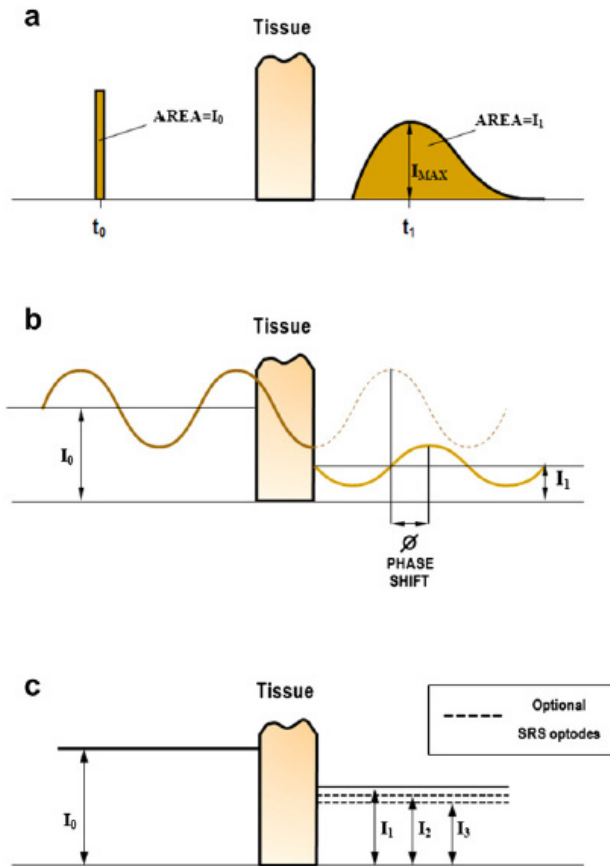 a
Tissue
AREA=I₀
AREA=I₁
I_MAX
t₀
t₁
b
Tissue
I₀
I₁
Ø
PHASE
SHIFT
c
Tissue
Optional
SRS optodes
I₀
I₁
I₂
I₃